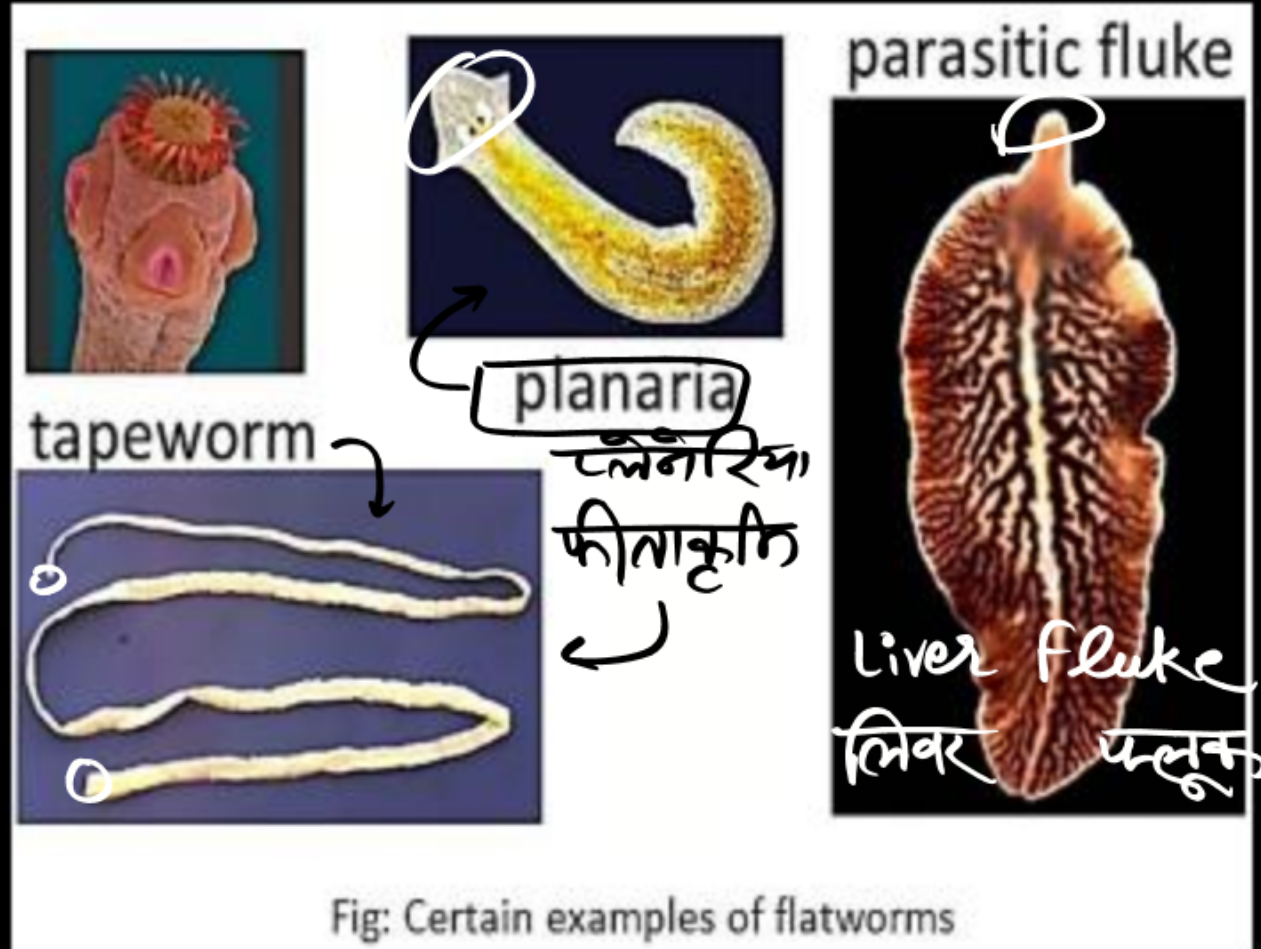 parasitic fluke
planaria
tapeworm
प्लेनेरिया
फीताकृमि
Liver Fluke
लिवर फ्लूक
Fig: Certain examples of flatworms